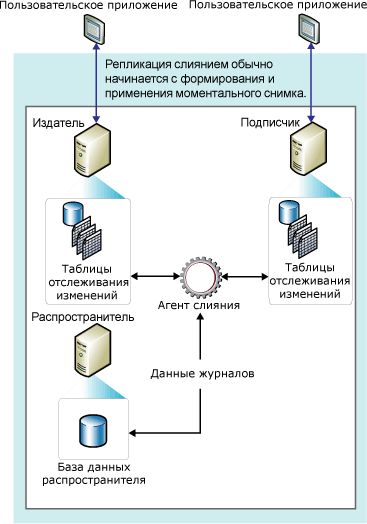 Пользовательское приложение
Пользовательское приложение
Репликация слиянием обычно
начинается с формирования и
применения моментального снимка.
Издатель
Подписчик
Таблицы
отслеживания
изменений
Таблицы
отслеживания
изменений
Агент слияния
Распространитель
Данные журналов
База данных
распространителя